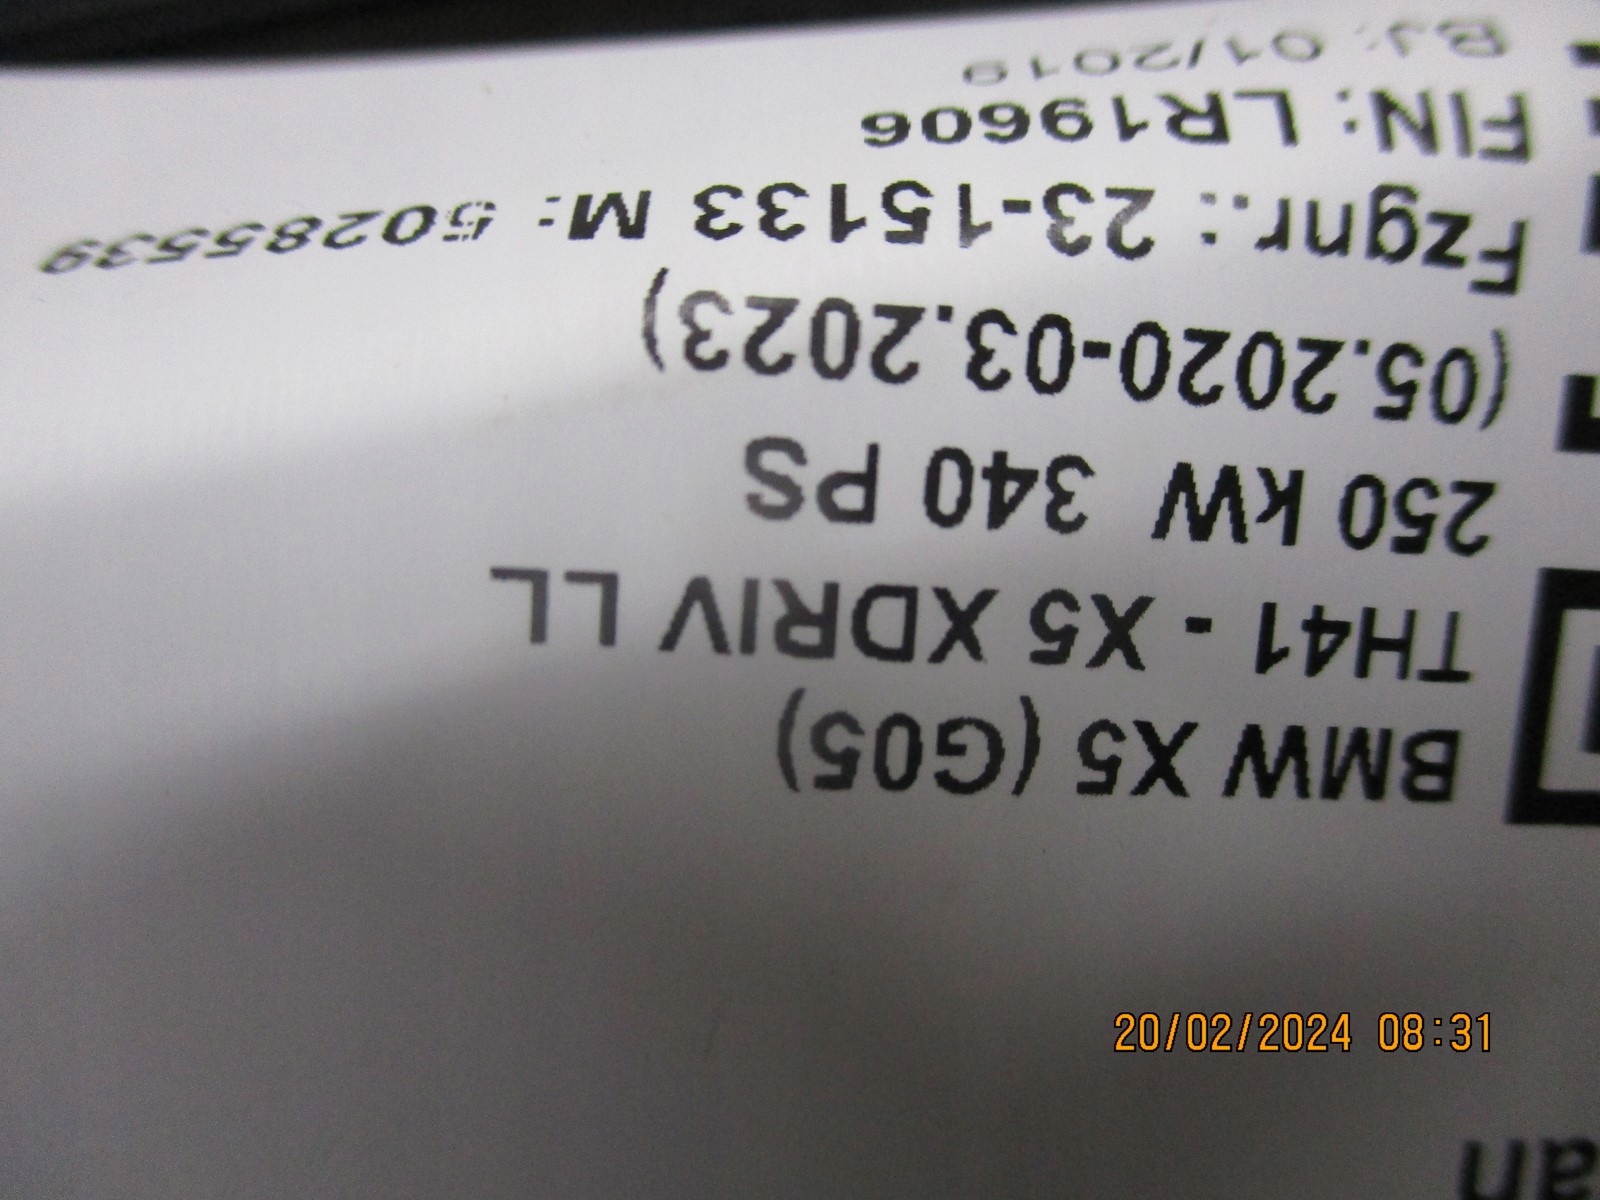 BMW X5 (G05)
TH41 - X5 XDRIV LL
250 kW 340 PS
(05.2020-03.2023)
Fzgnr.: 23-15133 M: 50285539
FIN: LR19606
BJ: 01/2019
20/02/2024 08:31